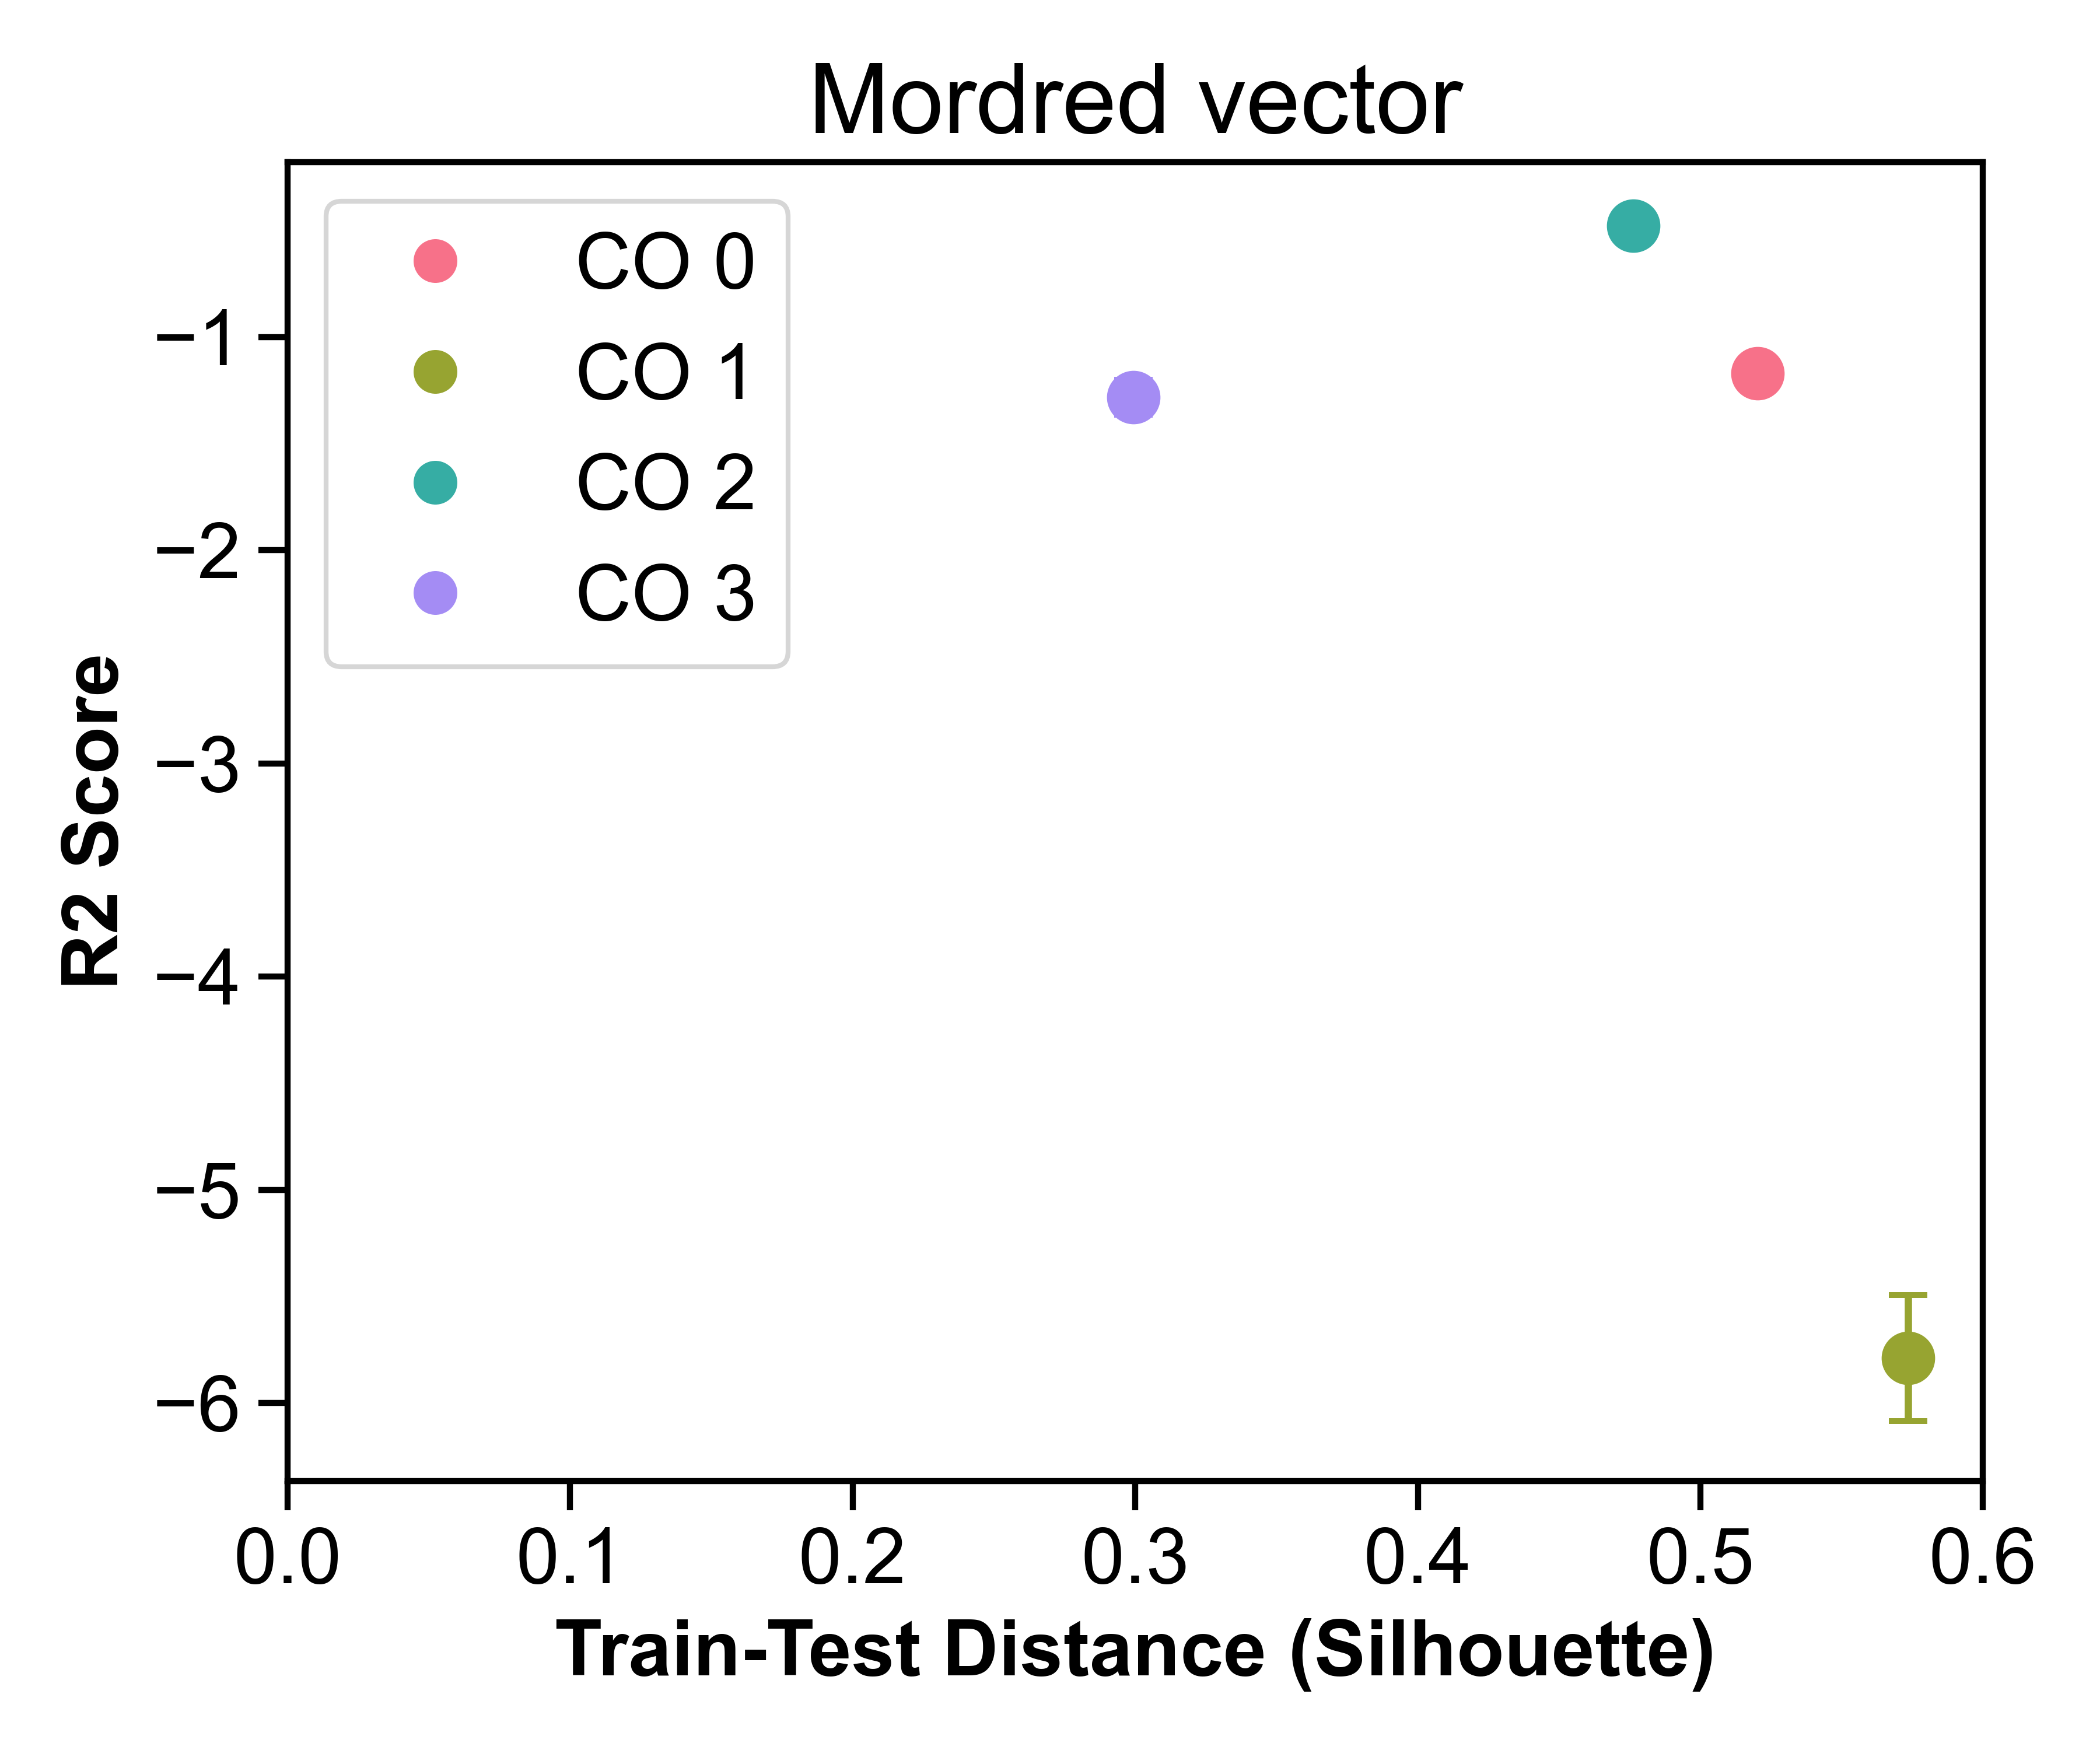 Mordred vector
CO 0
CO 1
CO 2
CO 3
R2 Score
−1
−2
−3
−4
−5
−6
0.0 0.1 0.2 0.3 0.4 0.5 0.6
Train-Test Distance (Silhouette)